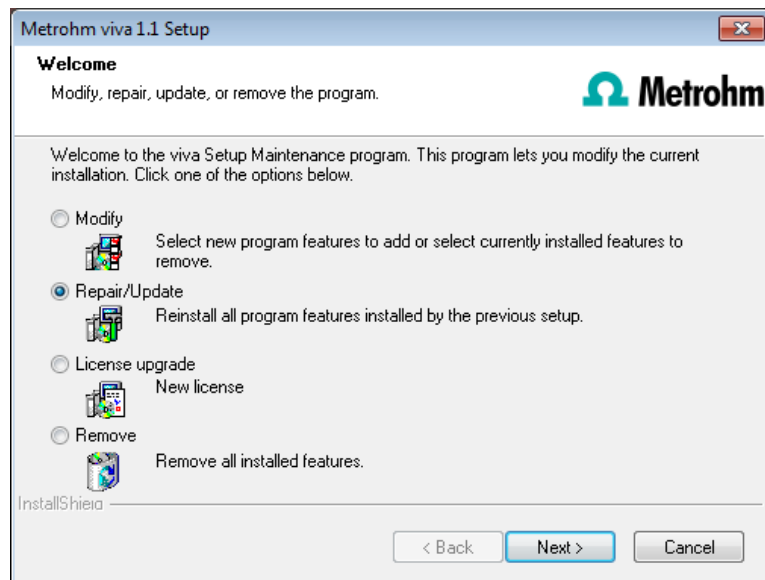 Metrohm viva 1.1 Setup
Welcome
Modify, repair, update, or remove the program.
Metrohm
Welcome to the viva Setup Maintenance program. This program lets you modify the current
installation. Click one of the options below.
Modify
Select new program features to add or select currently installed features to
remove.
Repair/Update
Reinstall all program features installed by the previous setup.
License upgrade
New license
Remove
Remove all installed features.
InstallShield
< Back
Next >
Cancel